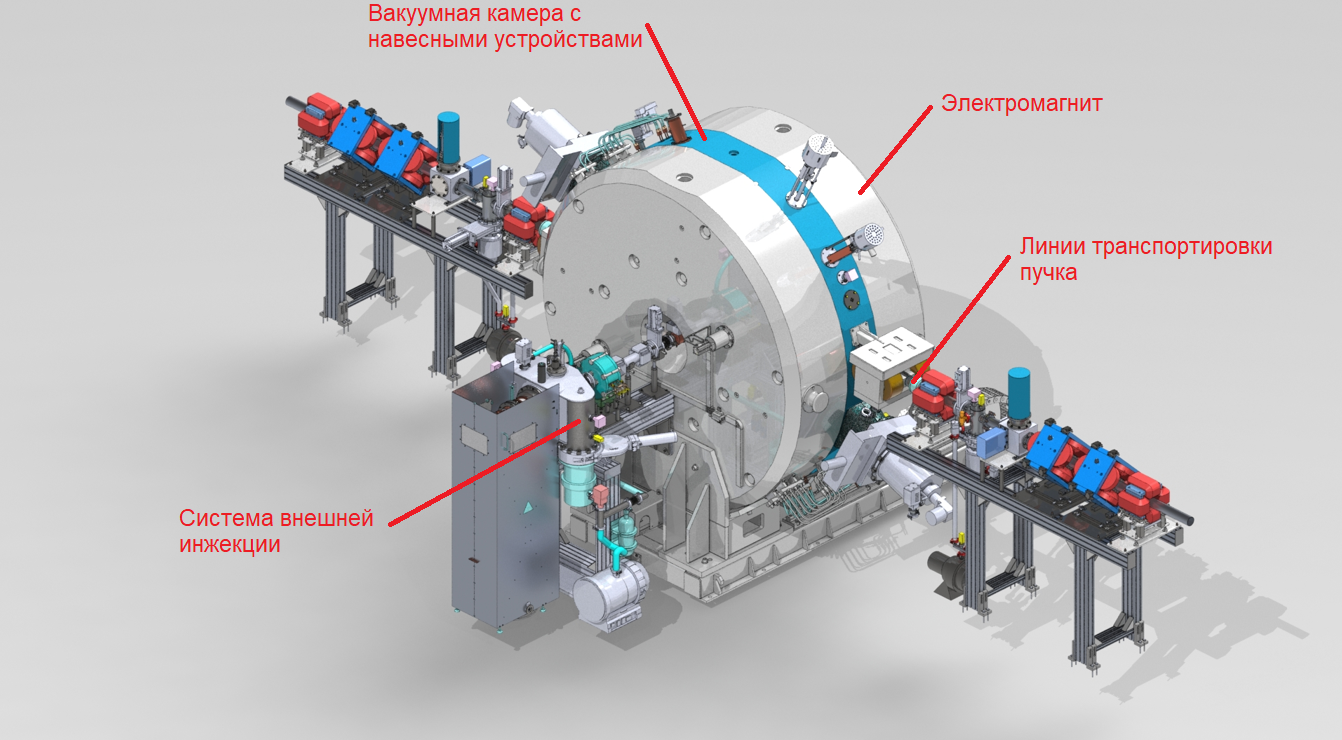 Вакуумная камера с
навесными устройствами
Электромагнит
Линии транспортировки
пучка
Система внешней
инжекции